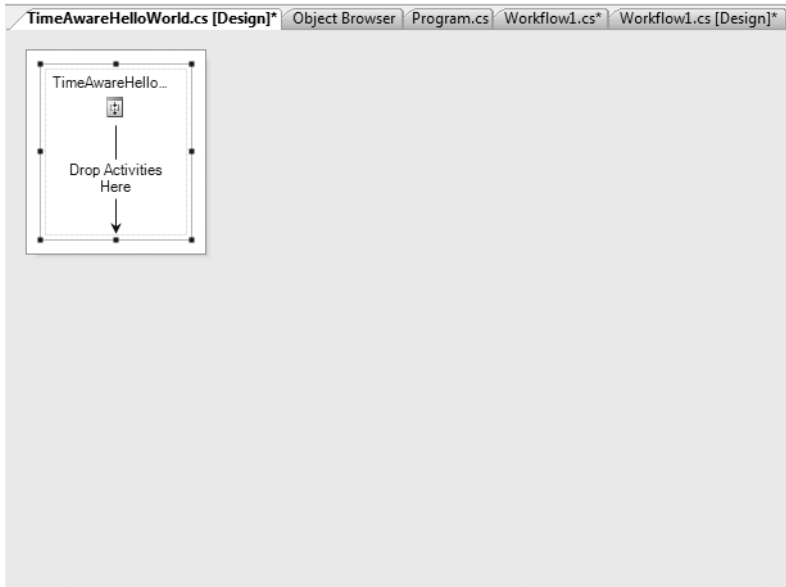 TimeAwareHelloWorld.cs [Design]* Object Browser Program.cs Workflow1.cs* Workflow1.cs [Design]*
TimeAwareHello...
Drop Activities
Here